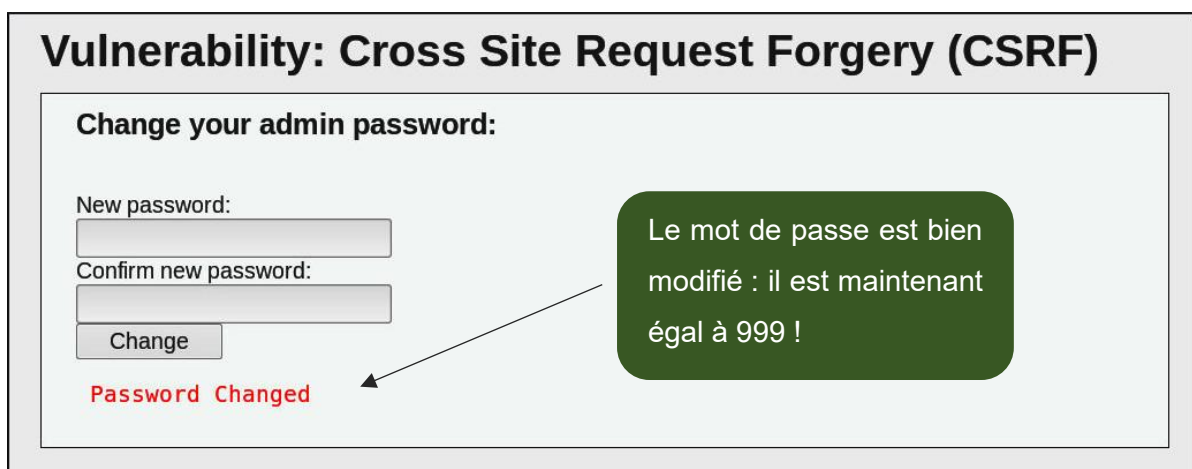 Vulnerability: Cross Site Request Forgery (CSRF)
Change your admin password:
New password:
Confirm new password:
Change
Password Changed
Le mot de passe est bien
modifié : il est maintenant
égal à 999 !